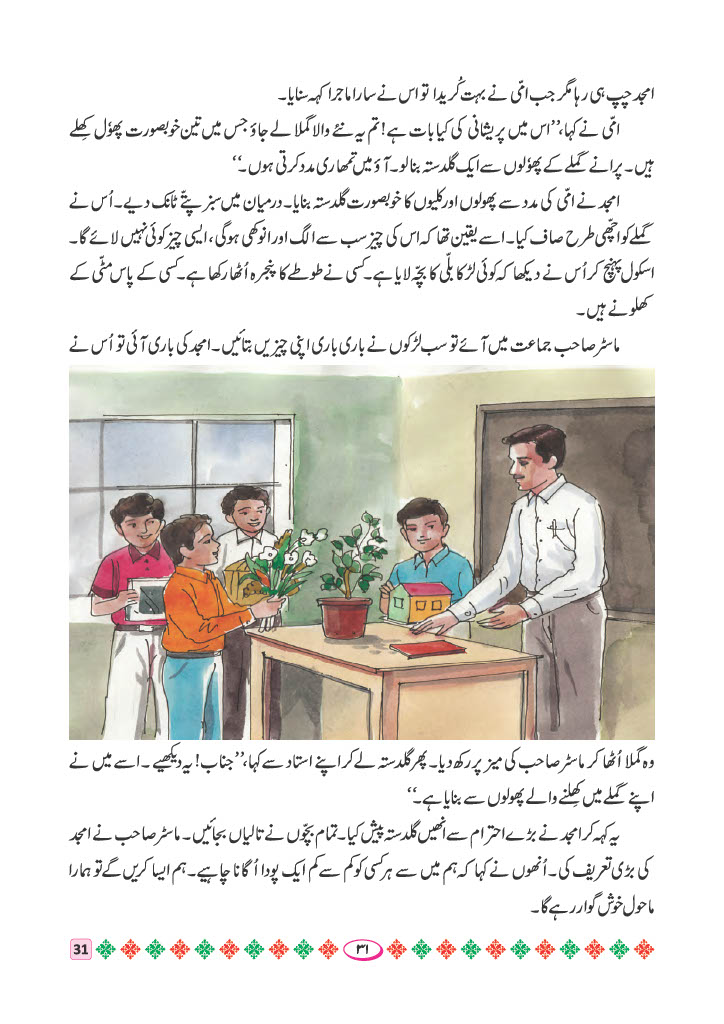 امجد چپ ہی رہا مگر جب امّی نے بہت کُریدا تو اس نے سارا ماجرا کہہ سنایا۔
امّی نے کہا،’’اس میں پریشانی کی کیا بات ہے! تم یہ نئے والا گملا لے جاؤ جس میں تین خوبصورت پھوٗل کھِلے
ہیں۔ پرانے گملے کے پھوٗلوں سے ایک گلدستہ بنالو۔ آؤ میں تمھاری مدد کرتی ہوں۔‘‘
امجد نے امّی کی مدد سے پھولوں اور کلیوں کا خوبصورت گلدستہ بنایا۔ درمیان میں سبز پتّے ٹانک دیے۔ اُس نے
گملے کو اچّھی طرح صاف کیا۔ اسے یقین تھا کہ اس کی چیز سب سے الگ اور انوکھی ہوگی، ایسی چیز کوئی نہیں لائے گا۔
اسکول پہنچ کر اُس نے دیکھا کہ کوئی لڑکا بلّی کا بچّہ لایا ہے۔ کسی نے طوطے کا پنجرہ اُٹھا رکھا ہے۔ کسی کے پاس مٹّی کے
کھلونے ہیں۔
ماسٹر صاحب جماعت میں آئے تو سب لڑکوں نے باری باری اپنی چیزیں بتائیں۔ امجد کی باری آئی تو اُس نے
وہ گملا اُٹھا کر ماسٹر صاحب کی میز پر رکھ دیا۔ پھر گلدستہ لے کر اپنے استاد سے کہا،’’جناب! یہ دیکھیے۔ اسے میں نے
اپنے گملے میں کھِلنے والے پھولوں سے بنایا ہے۔‘‘
یہ کہہ کر امجد نے بڑے احترام سے انھیں گلدستہ پیش کیا۔ تمام بچّوں نے تالیاں بجائیں۔ ماسٹر صاحب نے امجد
کی بڑی تعریف کی۔ اُنھوں نے کہا کہ ہم میں سے ہر کسی کو کم سے کم ایک پودا اُگانا چاہیے۔ ہم ایسا کریں گے تو ہمارا
ماحول خوش گوار رہے گا۔
31 ۳۱